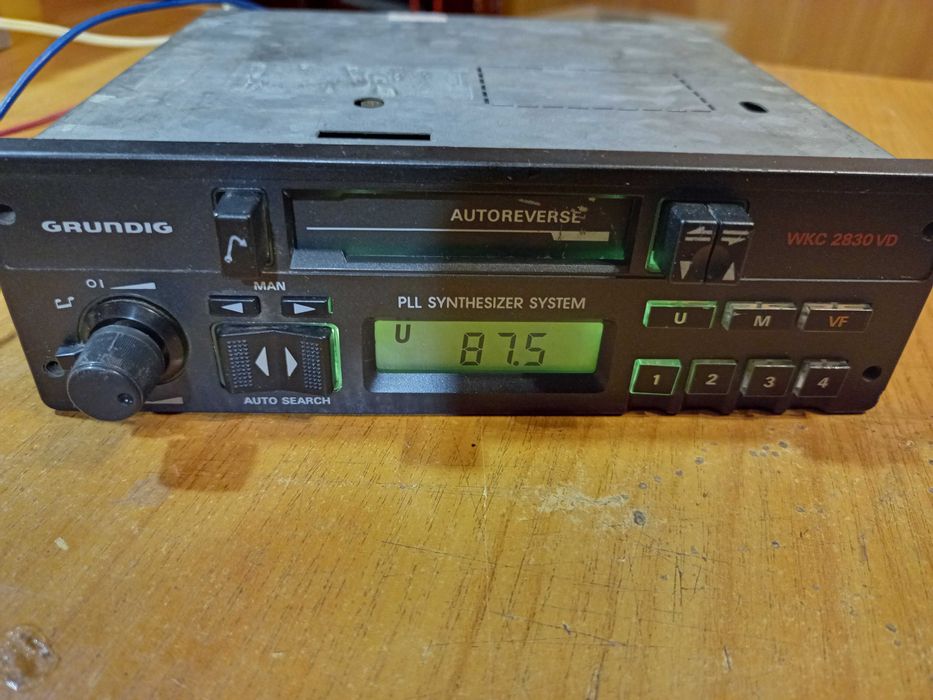 GRUNDIG
AUTOREVERSE
WKC 2830 VD
MAN
PLL SYNTHESIZER SYSTEM
U
87.5
U
M
VF
1
2
3
4
AUTO SEARCH